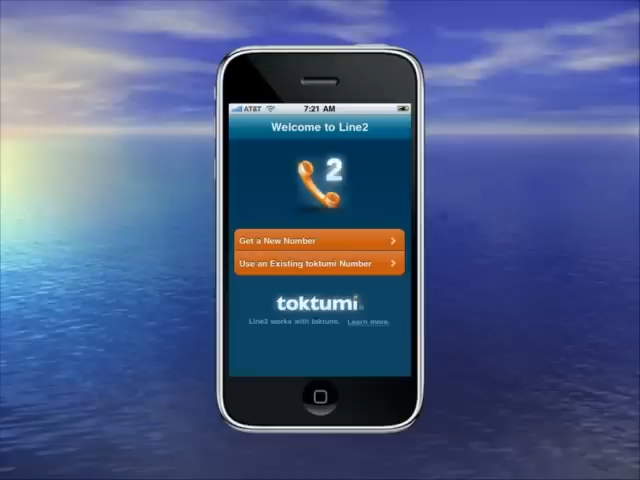 AT&T 7:21 AM
Welcome to Line2
2
Get a New Number
Use an Existing toktumi Number
toktumi
Line2 works with toktumi. Learn more.